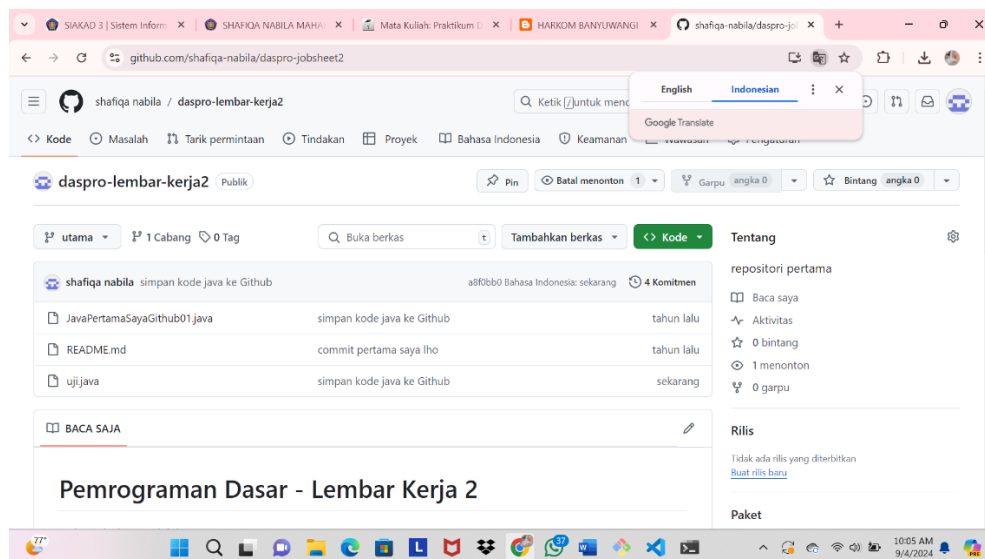 SIAKAD 3 | Sistem Inform
SHAFIQA NABILA MAHA
Mata Kuliah: Praktikum D
HARKOM BANYUWANGI
shafiqa-nabila/daspro-jo
github.com/shafiqa-nabila/daspro-jobsheet2
English
Indonesian
Google Translate
shafiqa nabila / daspro-lembar-kerja2
Ketik / untuk menc
Kode
Masalah
Tarik permintaan
Tindakan
Proyek
Bahasa Indonesia
Keamanan
Wawasan
Pengaturan
daspro-lembar-kerja2 Publik
Pin
Batal menonton 1
Garpu angka 0
Bintang angka 0
utama
1 Cabang
0 Tag
Buka berkas
t
Tambahkan berkas
Kode
Tentang
shafiqa nabila simpan kode java ke Github
a8f0bb0 Bahasa Indonesia: sekarang
4 Komitmen
JavaPertamaSayaGithub01.java simpan kode java ke Github tahun lalu
README.md commit pertama saya lho tahun lalu
uji.java simpan kode java ke Github sekarang
repositori pertama
Baca saya
Aktivitas
0 bintang
1 menonton
0 garpu
BACA SAJA
Pemrograman Dasar - Lembar Kerja 2
Rilis
Tidak ada rilis yang diterbitkan
Buat rilis baru
Paket
77°
37
10:05 AM
9/4/2024